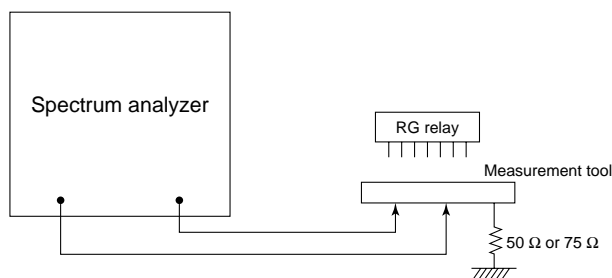 Spectrum analyzer
RG relay
Measurement tool
50 Ω or 75 Ω